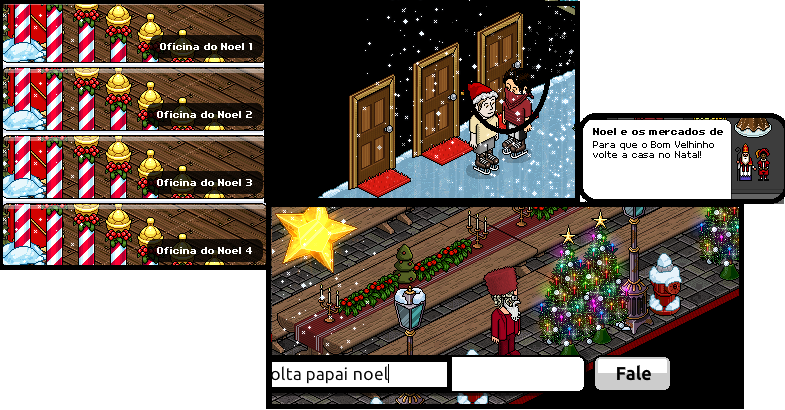 Oficina do Noel 1
Oficina do Noel 2
Oficina do Noel 3
Oficina do Noel 4
Noel e os mercados de
Para que o Bom Velhinho
volte a casa no Natal!
olta papai noel
Fale